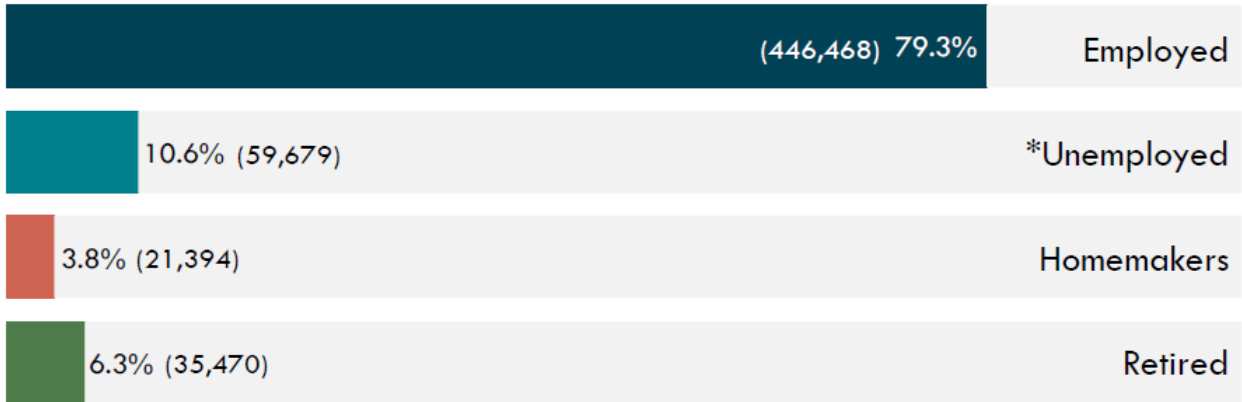 (446,468) 79.3% Employed
10.6% (59,679) *Unemployed
3.8% (21,394) Homemakers
6.3% (35,470) Retired